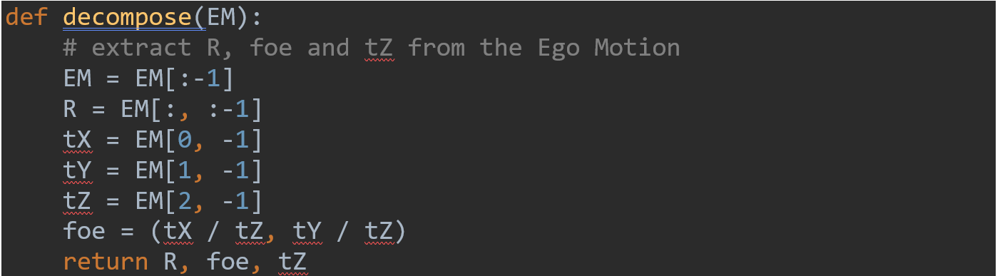 def decompose(EM):
    # extract R, foe and tZ from the Ego Motion
    EM = EM[:-1]
    R = EM[:, :-1]
    tX = EM[0, -1]
    tY = EM[1, -1]
    tZ = EM[2, -1]
    foe = (tX / tZ, tY / tZ)
    return R, foe, tZ